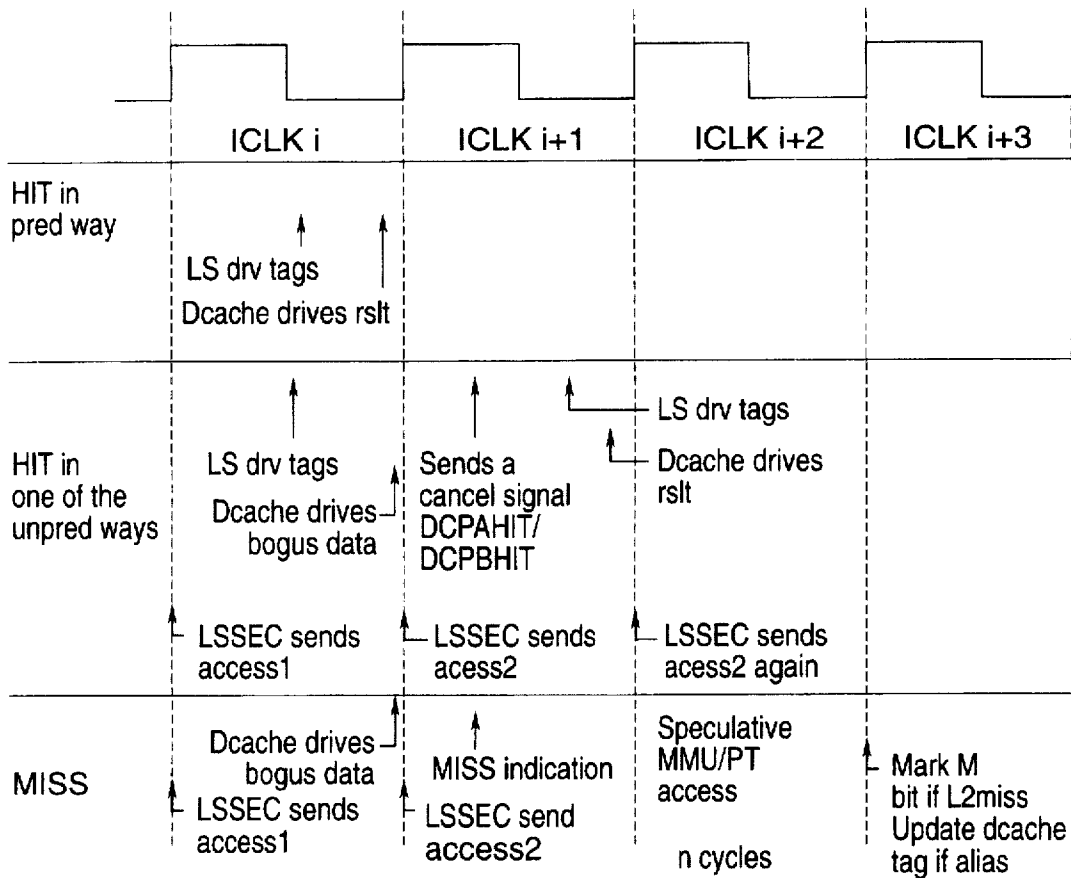 ICLK i
ICLK i+1
ICLK i+2
ICLK i+3
HIT in
pred way
LS drv tags
Dcache drives rslt
HIT in
one of the
unpred ways
LS drv tags
Dcache drives
bogus data
Sends a
cancel signal
DCPAHIT/
DCPBHIT
LS drv tags
Dcache drives
rslt
LSSEC sends
access1
LSSEC sends
acess2
LSSEC sends
acess2 again
MISS
Dcache drives
bogus data
LSSEC sends
access1
MISS indication
LSSEC send
access2
Speculative
MMU/PT
access
n cycles
Mark M
bit if L2miss
Update dcache
tag if alias